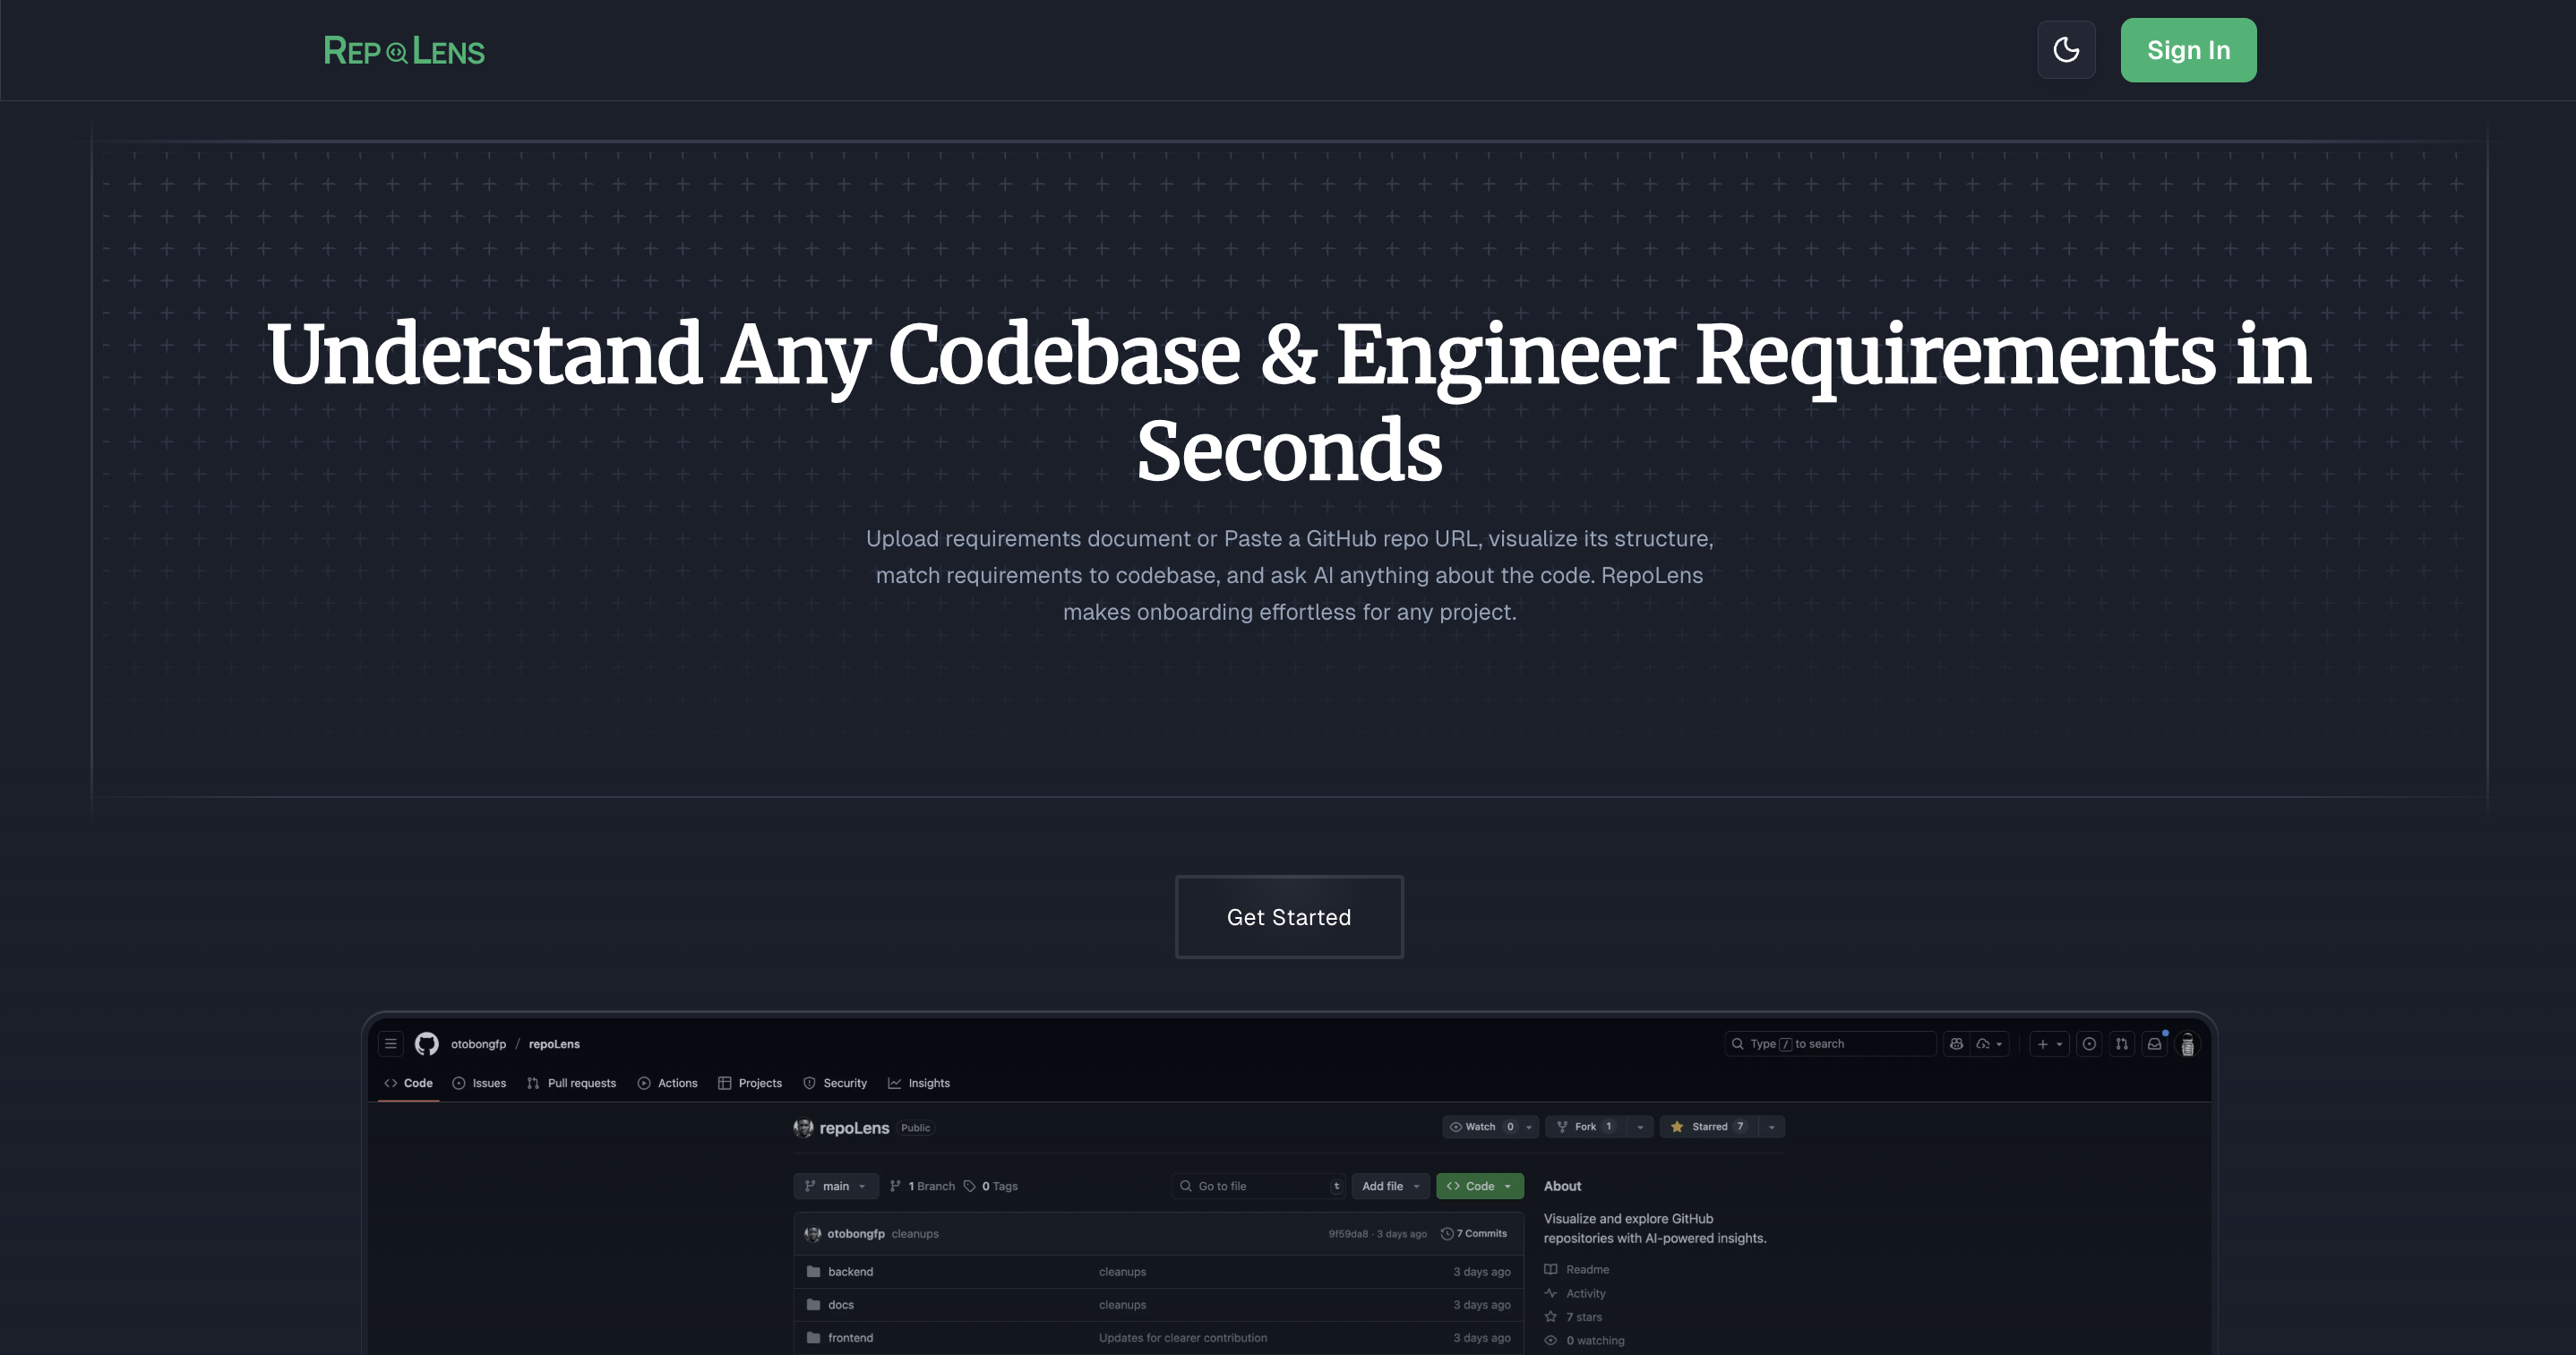 REPOLENS
Sign In
Understand Any Codebase & Engineer Requirements in
Seconds
Upload requirements document or Paste a GitHub repo URL, visualize its structure,
match requirements to codebase, and ask AI anything about the code. RepoLens
makes onboarding effortless for any project.
Get Started
otobongfp / repoLens
Type / to search
Code Issues Pull requests Actions Projects Security Insights
repoLens Public
Watch 0 Fork 1 Starred 7
main 1 Branch 0 Tags Go to file t Add file Code
About
Visualize and explore GitHub
repositories with AI-powered insights.
otobongfp cleanups 9f59da8 · 3 days ago 7 Commits
backend cleanups 3 days ago
docs cleanups 3 days ago
frontend Updates for clearer contribution 3 days ago
Readme
Activity
7 stars
0 watching